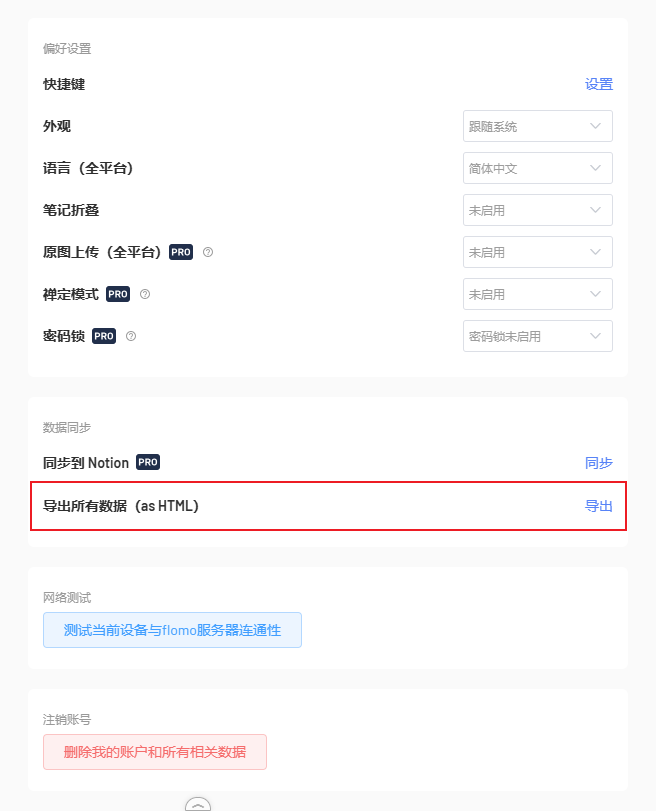 偏好设置
快捷键 设置
外观 跟随系统
语言（全平台） 简体中文
笔记折叠 未启用
原图上传（全平台） PRO 未启用
禅定模式 PRO 未启用
密码锁 PRO 密码锁未启用
数据同步
同步到 Notion PRO 同步
导出所有数据（as HTML） 导出
网络测试
测试当前设备与flomo服务器连通性
注销账号
删除我的账户和所有相关数据